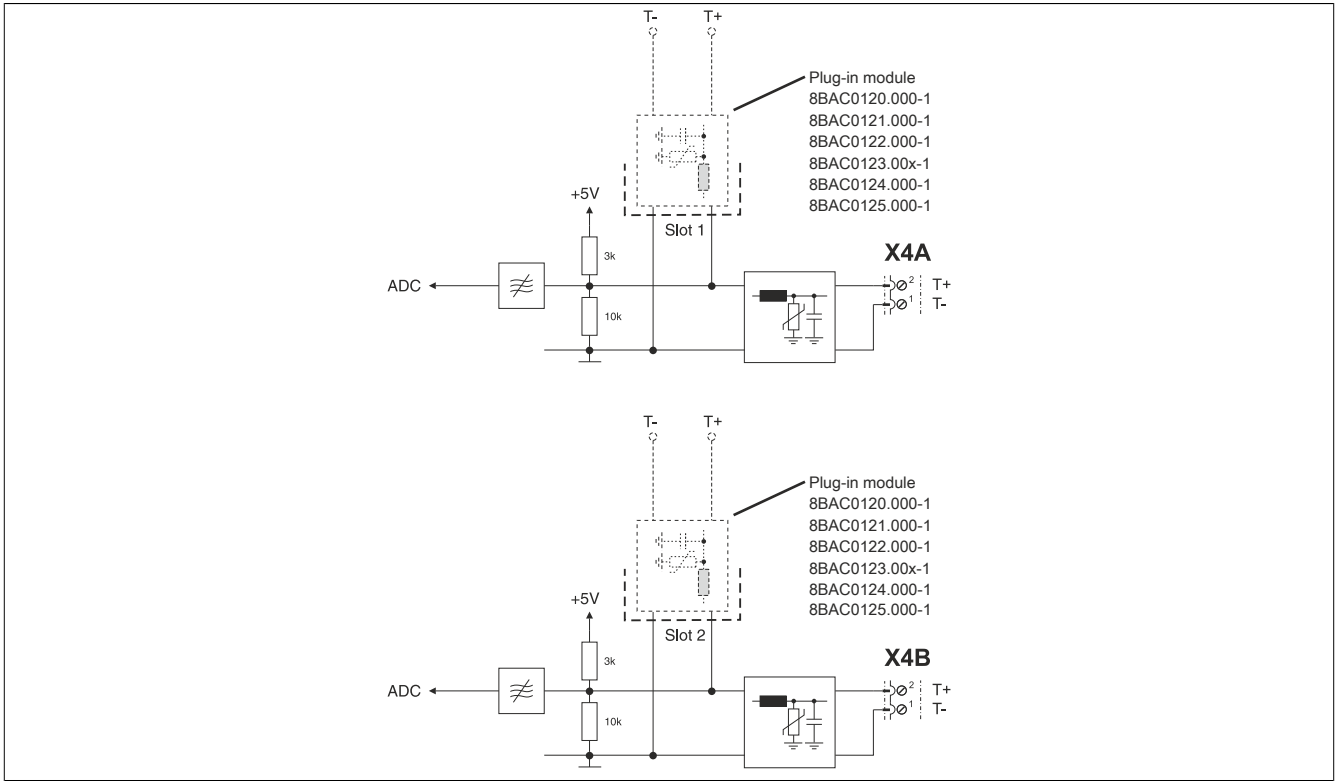 T- T+
Plug-in module
8BAC0120.000-1
8BAC0121.000-1
8BAC0122.000-1
8BAC0123.00x-1
8BAC0124.000-1
8BAC0125.000-1
+5V
Slot 1
3k
X4A
ADC
2 T+
1 T-
10k
T- T+
Plug-in module
8BAC0120.000-1
8BAC0121.000-1
8BAC0122.000-1
8BAC0123.00x-1
8BAC0124.000-1
8BAC0125.000-1
+5V
Slot 2
3k
X4B
ADC
2 T+
1 T-
10k